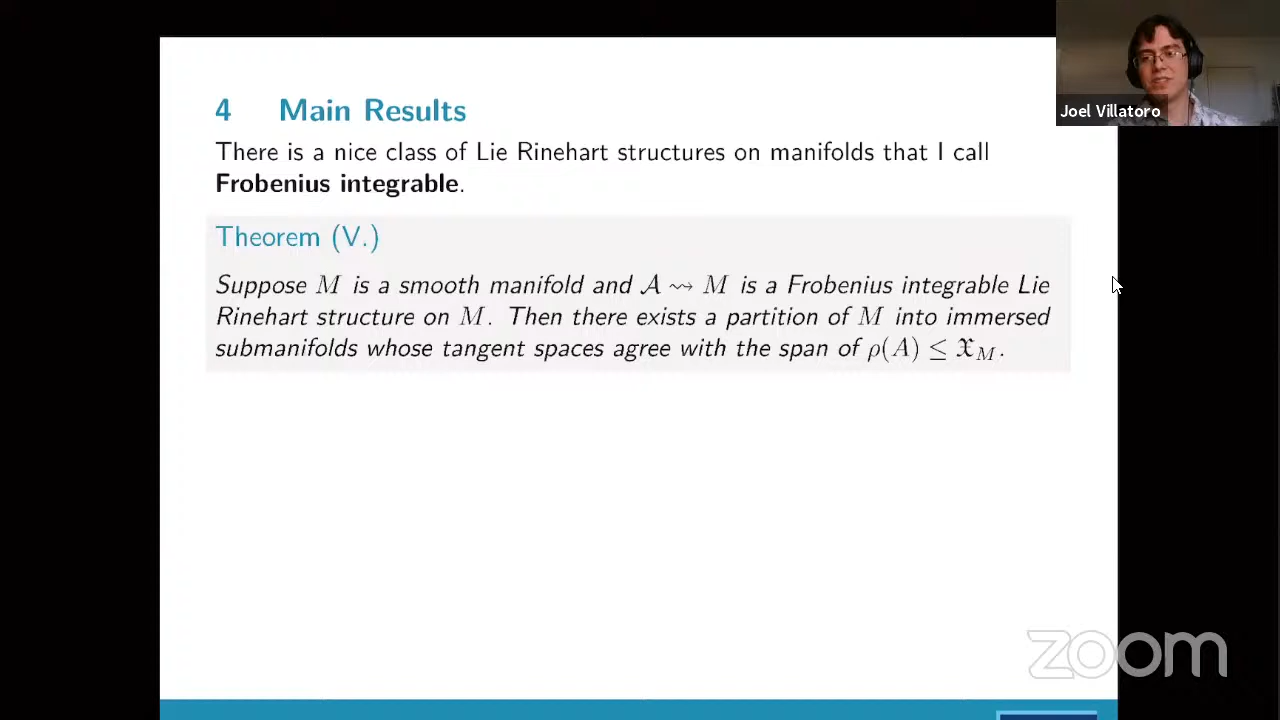 Joel Villatoro
4 Main Results
There is a nice class of Lie Rinehart structures on manifolds that I call
Frobenius integrable.
Theorem (V.)
Suppose M is a smooth manifold and 𝒜 ⇝ M is a Frobenius integrable Lie
Rinehart structure on M. Then there exists a partition of M into immersed
submanifolds whose tangent spaces agree with the span of ρ(A) ≤ 𝔛_M.
zoom